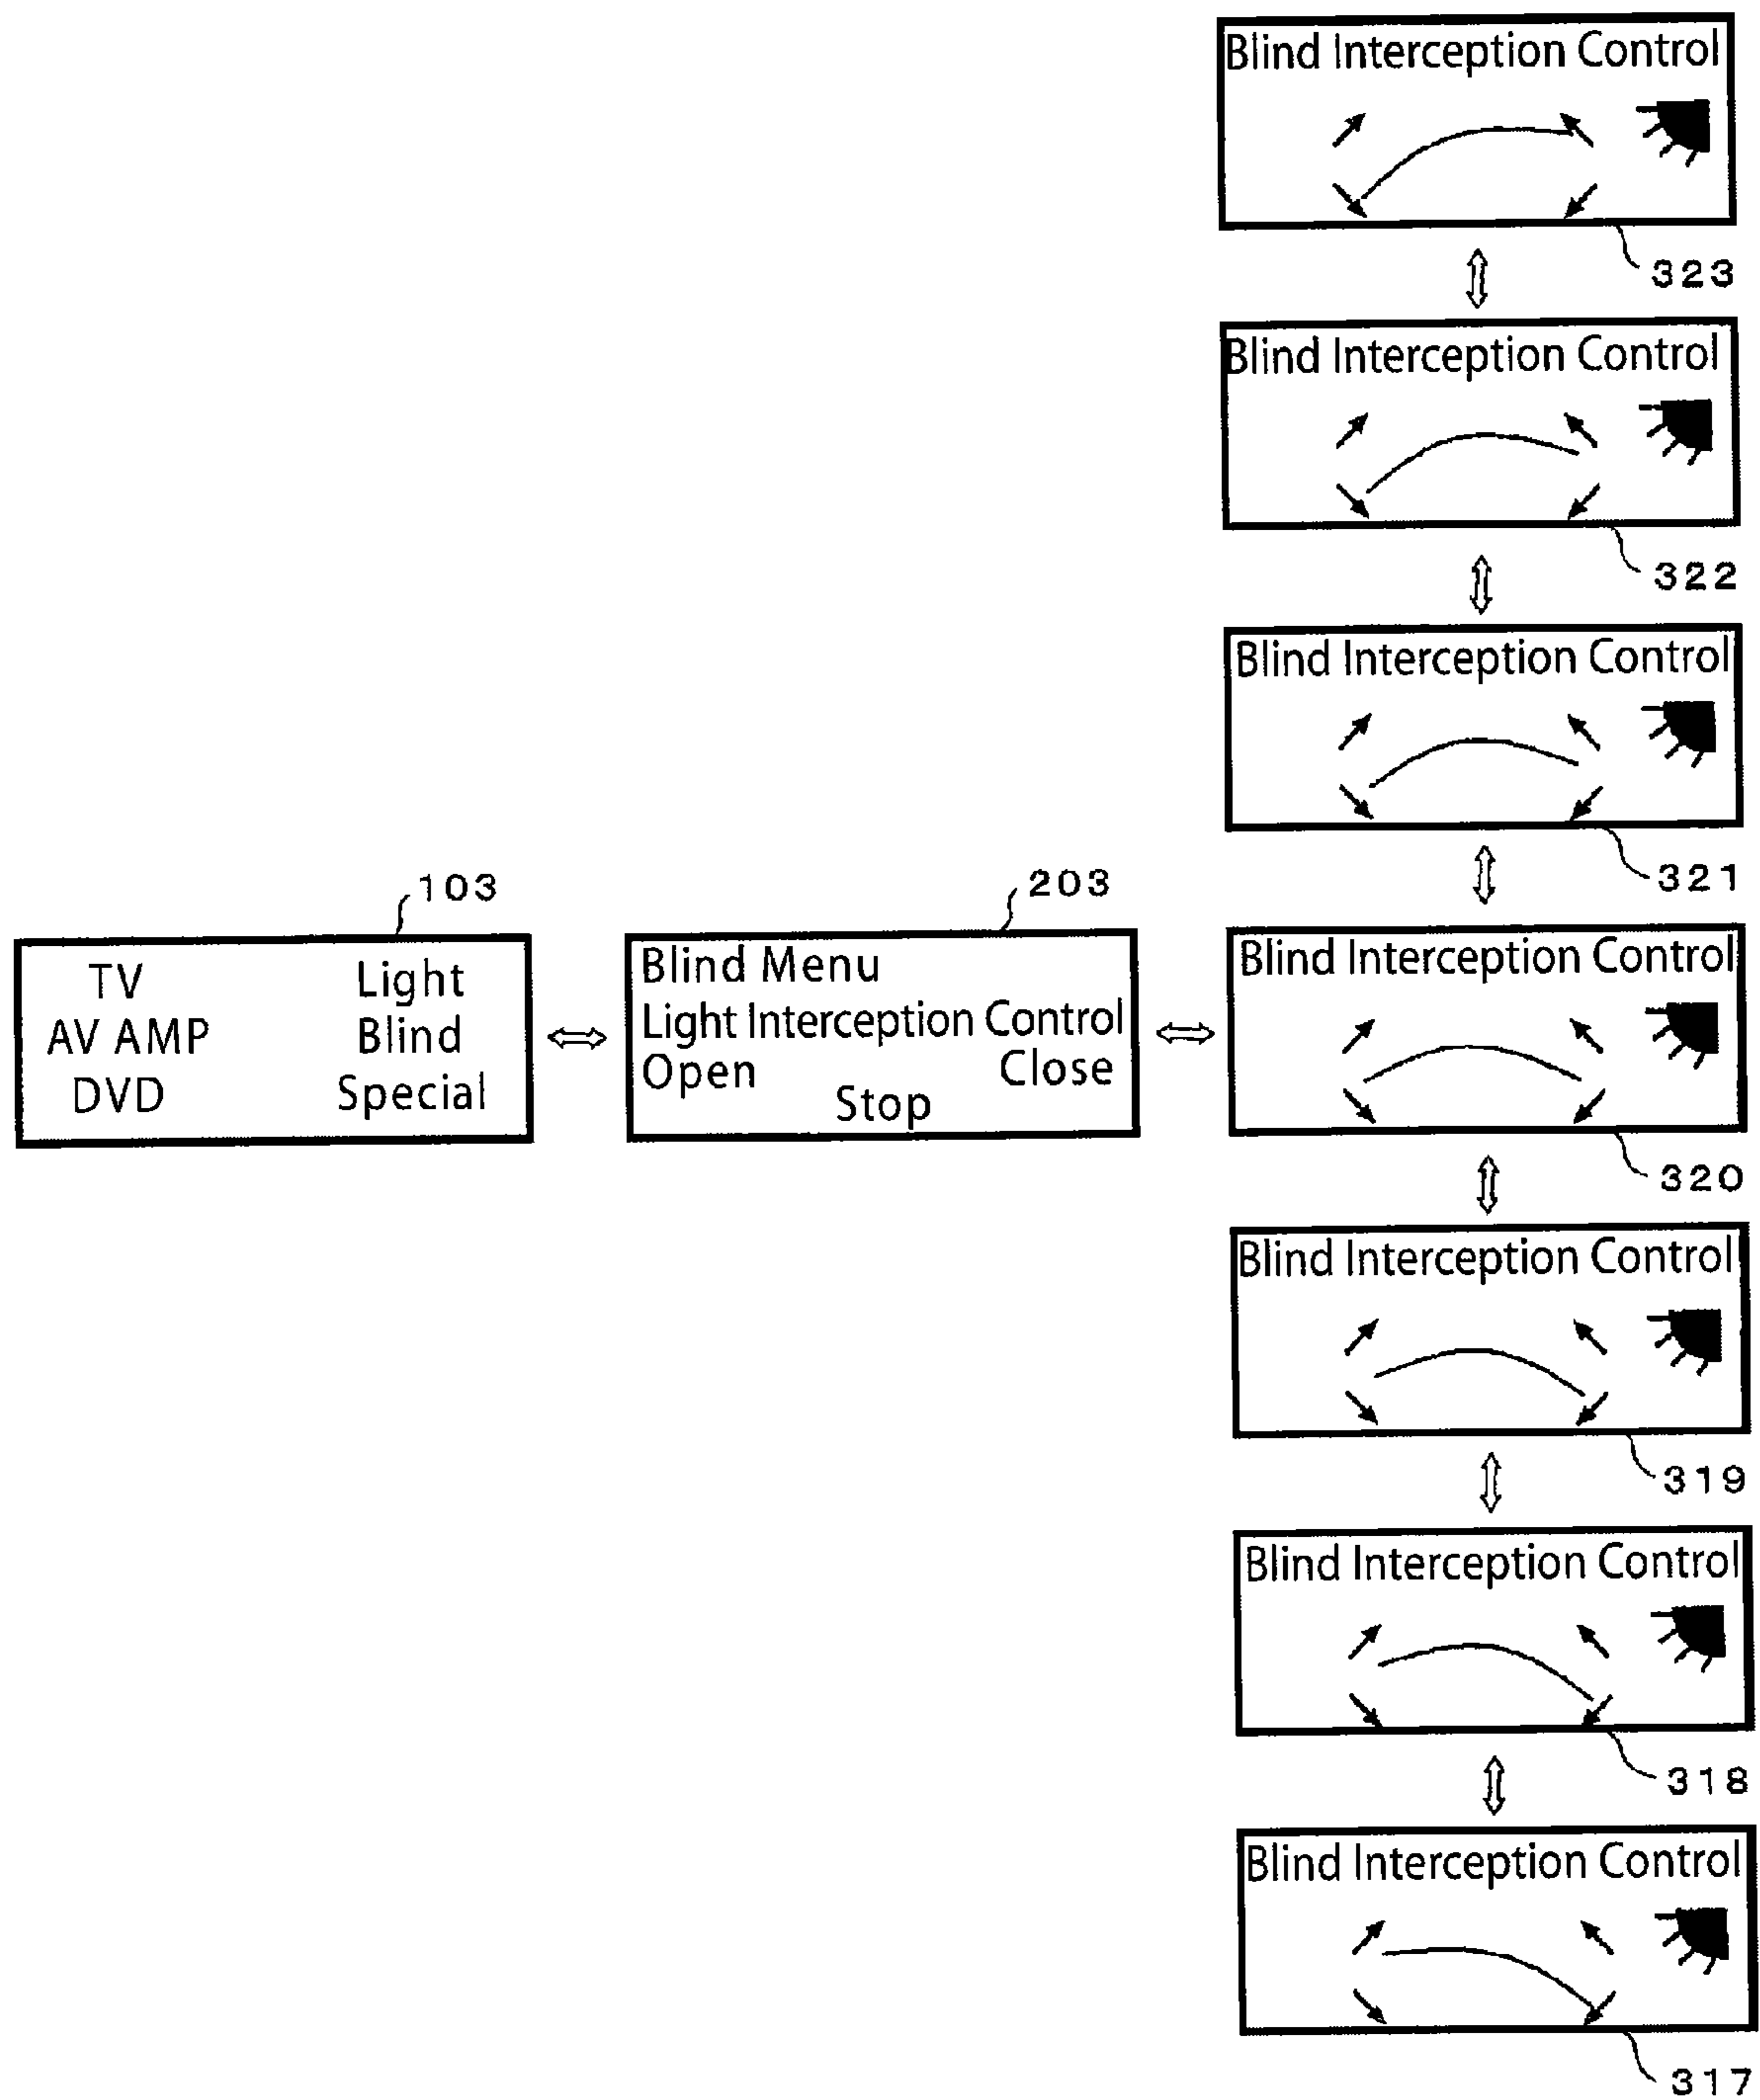 Blind Interception Control
323
Blind Interception Control
322
Blind Interception Control
321
103
TV Light
AV AMP Blind
DVD Special
203
Blind Menu
Light Interception Control
Open Close
Stop
Blind Interception Control
320
Blind Interception Control
319
Blind Interception Control
318
Blind Interception Control
317